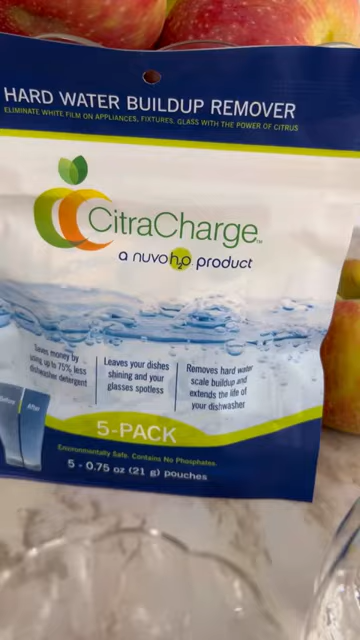 HARD WATER BUILDUP REMOVER
ELIMINATE WHITE FILM ON APPLIANCES, FIXTURES, GLASS WITH THE POWER OF CITRUS
CitraCharge™
a nuvoh2o product
Saves money by
using up to 75% less
dishwasher detergent
Leaves your dishes
shining and your
glasses spotless
Removes hard water
scale buildup and
extends the life of
your dishwasher
Before
After
5-PACK
Environmentally Safe. Contains No Phosphates.
5 - 0.75 oz (21 g) pouches